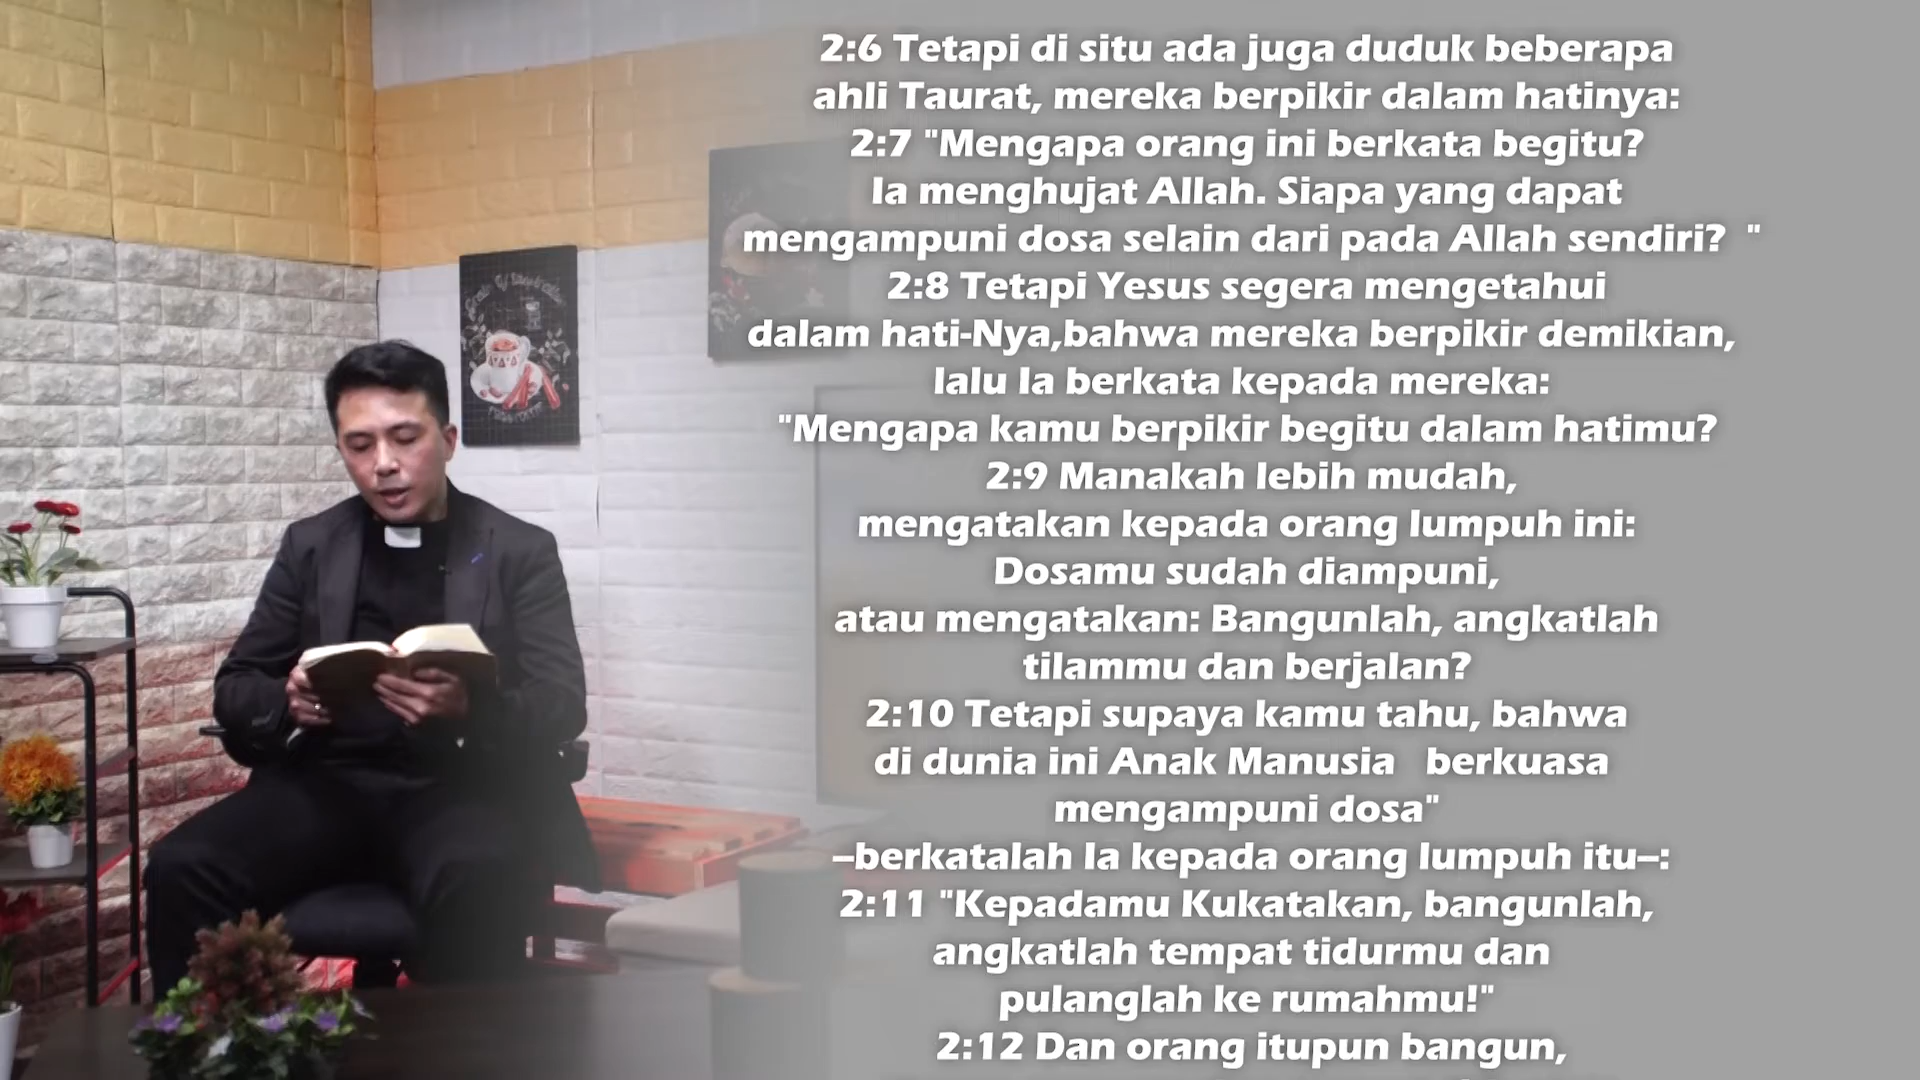 2:6 Tetapi di situ ada juga duduk beberapa
ahli Taurat, mereka berpikir dalam hatinya:
2:7 "Mengapa orang ini berkata begitu?
Ia menghujat Allah. Siapa yang dapat
mengampuni dosa selain dari pada Allah sendiri?  "
2:8 Tetapi Yesus segera mengetahui
dalam hati-Nya,bahwa mereka berpikir demikian,
lalu Ia berkata kepada mereka:
"Mengapa kamu berpikir begitu dalam hatimu?
2:9 Manakah lebih mudah,
mengatakan kepada orang lumpuh ini:
Dosamu sudah diampuni,
atau mengatakan: Bangunlah, angkatlah
tilammu dan berjalan?
2:10 Tetapi supaya kamu tahu, bahwa
di dunia ini Anak Manusia   berkuasa
mengampuni dosa"
–berkatalah Ia kepada orang lumpuh itu–:
2:11 "Kepadamu Kukatakan, bangunlah,
angkatlah tempat tidurmu dan
pulanglah ke rumahmu!"
2:12 Dan orang itupun bangun,